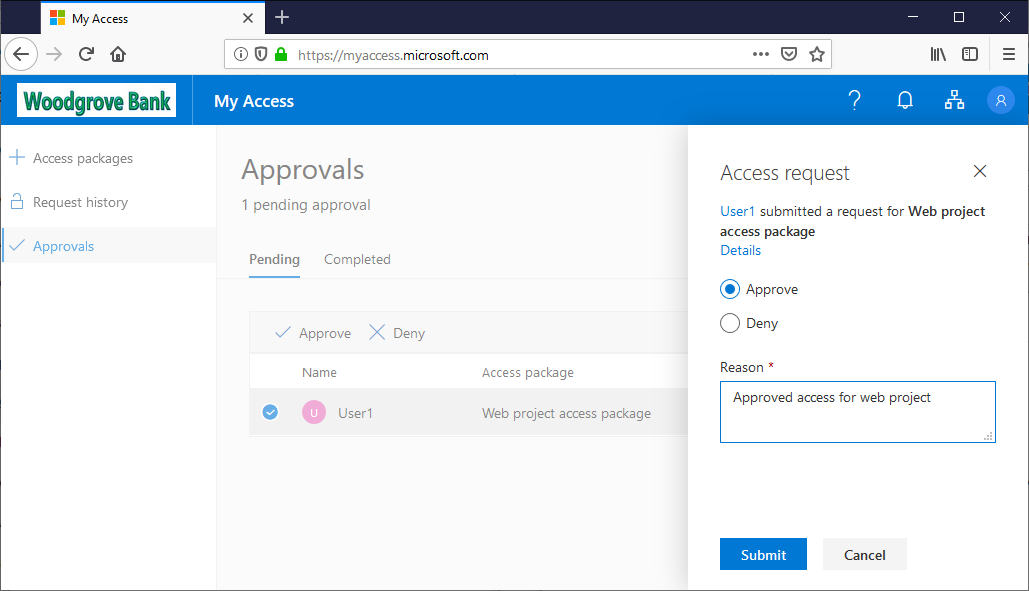 My Access
https://myaccess.microsoft.com
Woodgrove Bank
My Access
Access packages
Request history
Approvals
Approvals
1 pending approval
Pending
Completed
Approve
Deny
Name
Access package
U
User1
Web project access package
Access request
User1 submitted a request for Web project
access package
Details
Approve
Deny
Reason *
Approved access for web project
Submit
Cancel